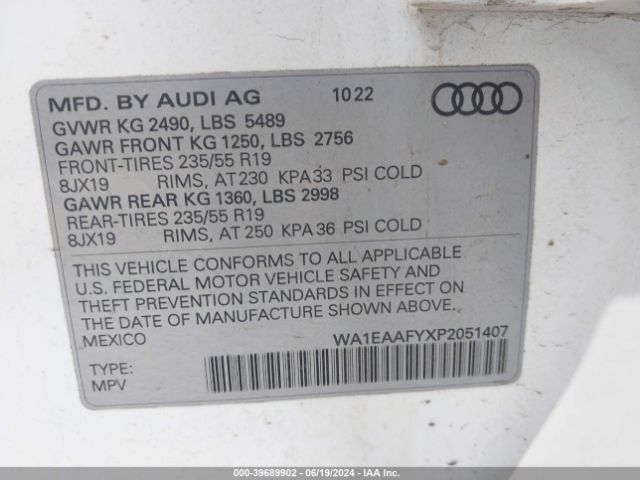 MFD. BY AUDI AG 1022
GVWR KG 2490, LBS 5489
GAWR FRONT KG 1250, LBS 2756
FRONT-TIRES 235/55 R19
8JX19 RIMS, AT 230 KPA 33 PSI COLD
GAWR REAR KG 1360, LBS 2998
REAR-TIRES 235/55 R19
8JX19 RIMS, AT 250 KPA 36 PSI COLD
THIS VEHICLE CONFORMS TO ALL APPLICABLE
U.S. FEDERAL MOTOR VEHICLE SAFETY AND
THEFT PREVENTION STANDARDS IN EFFECT ON
THE DATE OF MANUFACTURE SHOWN ABOVE.
MEXICO WA1EAAFYXP2051407
TYPE:
MPV
000-39689902 - 06/19/2024 - IAAI.COM